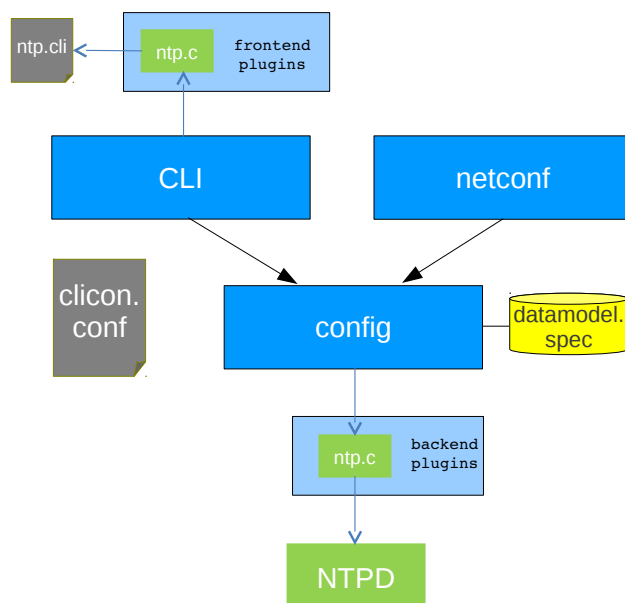 ntp.cli
ntp.c
frontend
plugins
CLI
netconf
clicon.
conf
config
datamodel.
spec
ntp.c
backend
plugins
NTPD